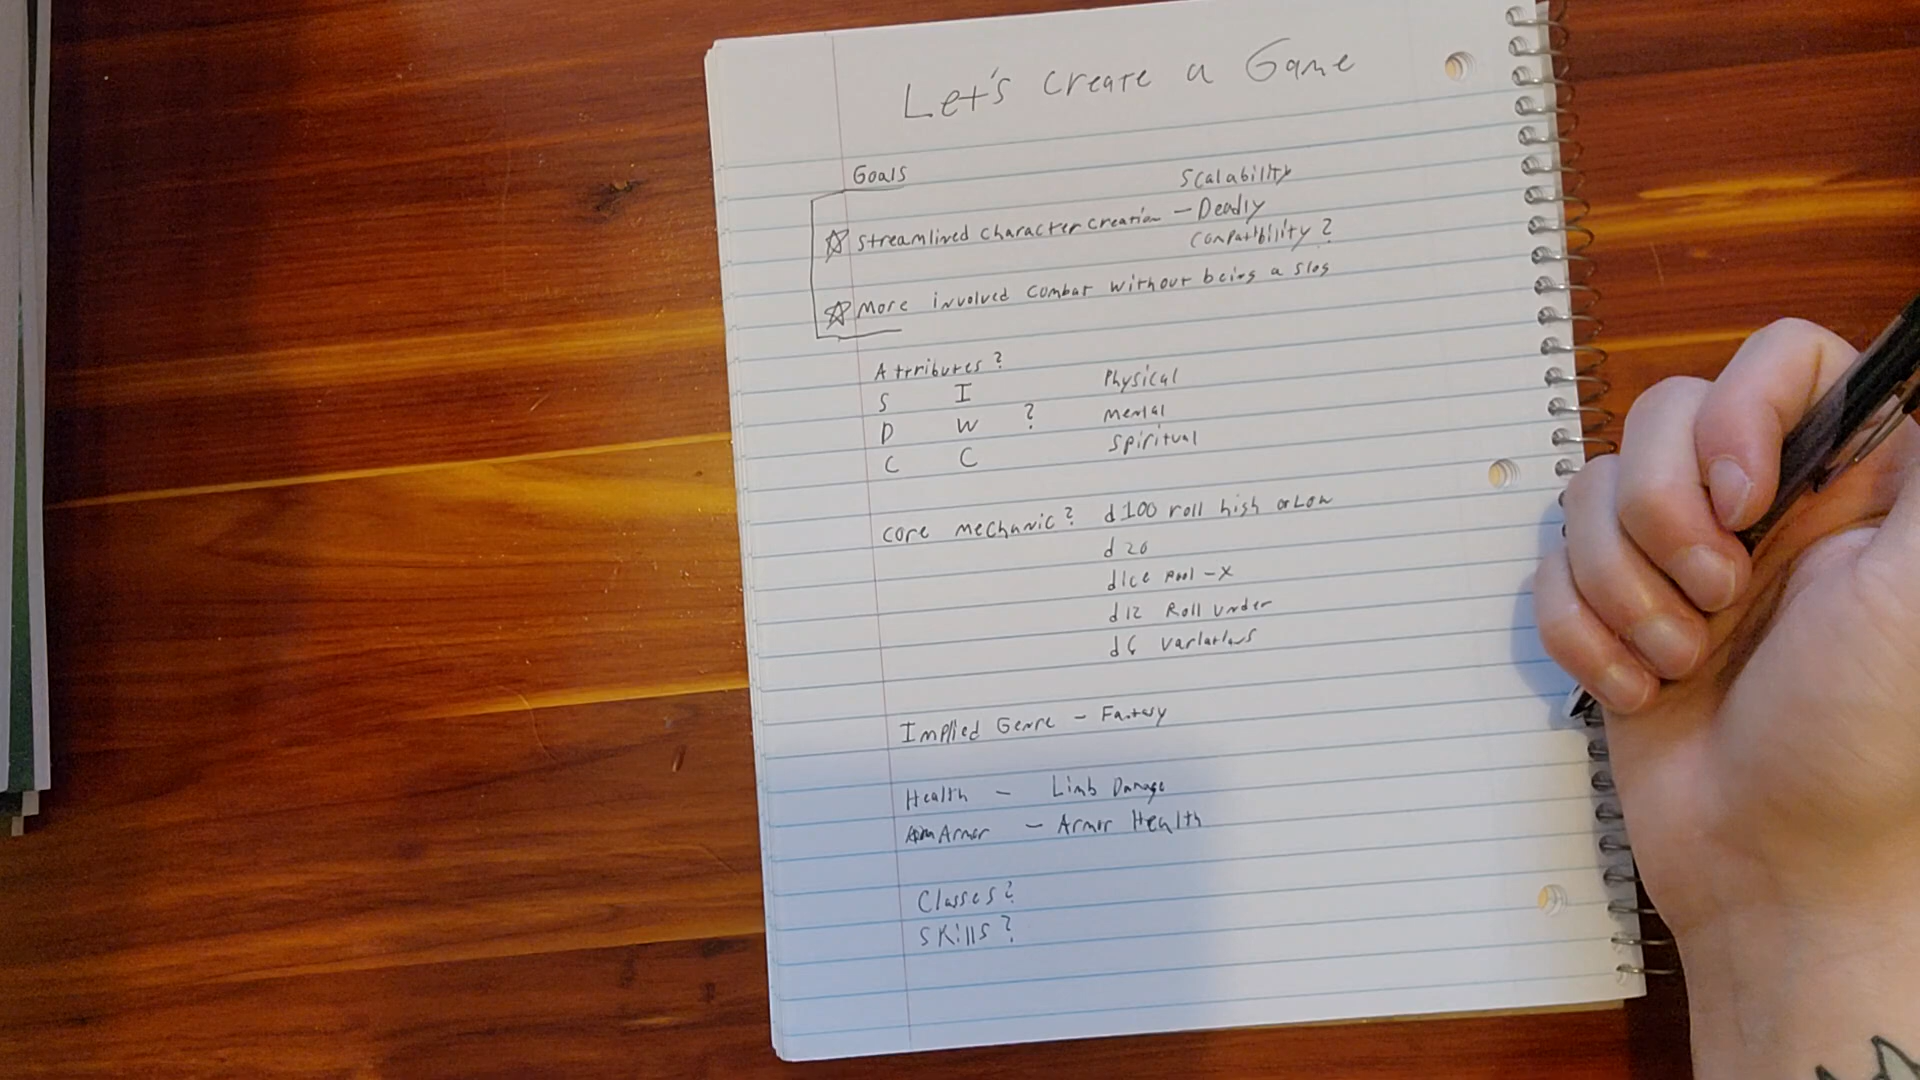 Let's create a Game
Goals
Scalability
☆ Streamlined character creation – Deadly
Compatibility?
☆ More involved combat without being a slog
Attributes?
S I Physical
D W ? mental
C C Spiritual
core mechanic? d100 roll high or Low
d20
dice pool - X
d12 Roll under
d6 variations
Implied Genre – Fantasy
Health – Limb Damage
Armor – Armor Health
Classes?
Skills?